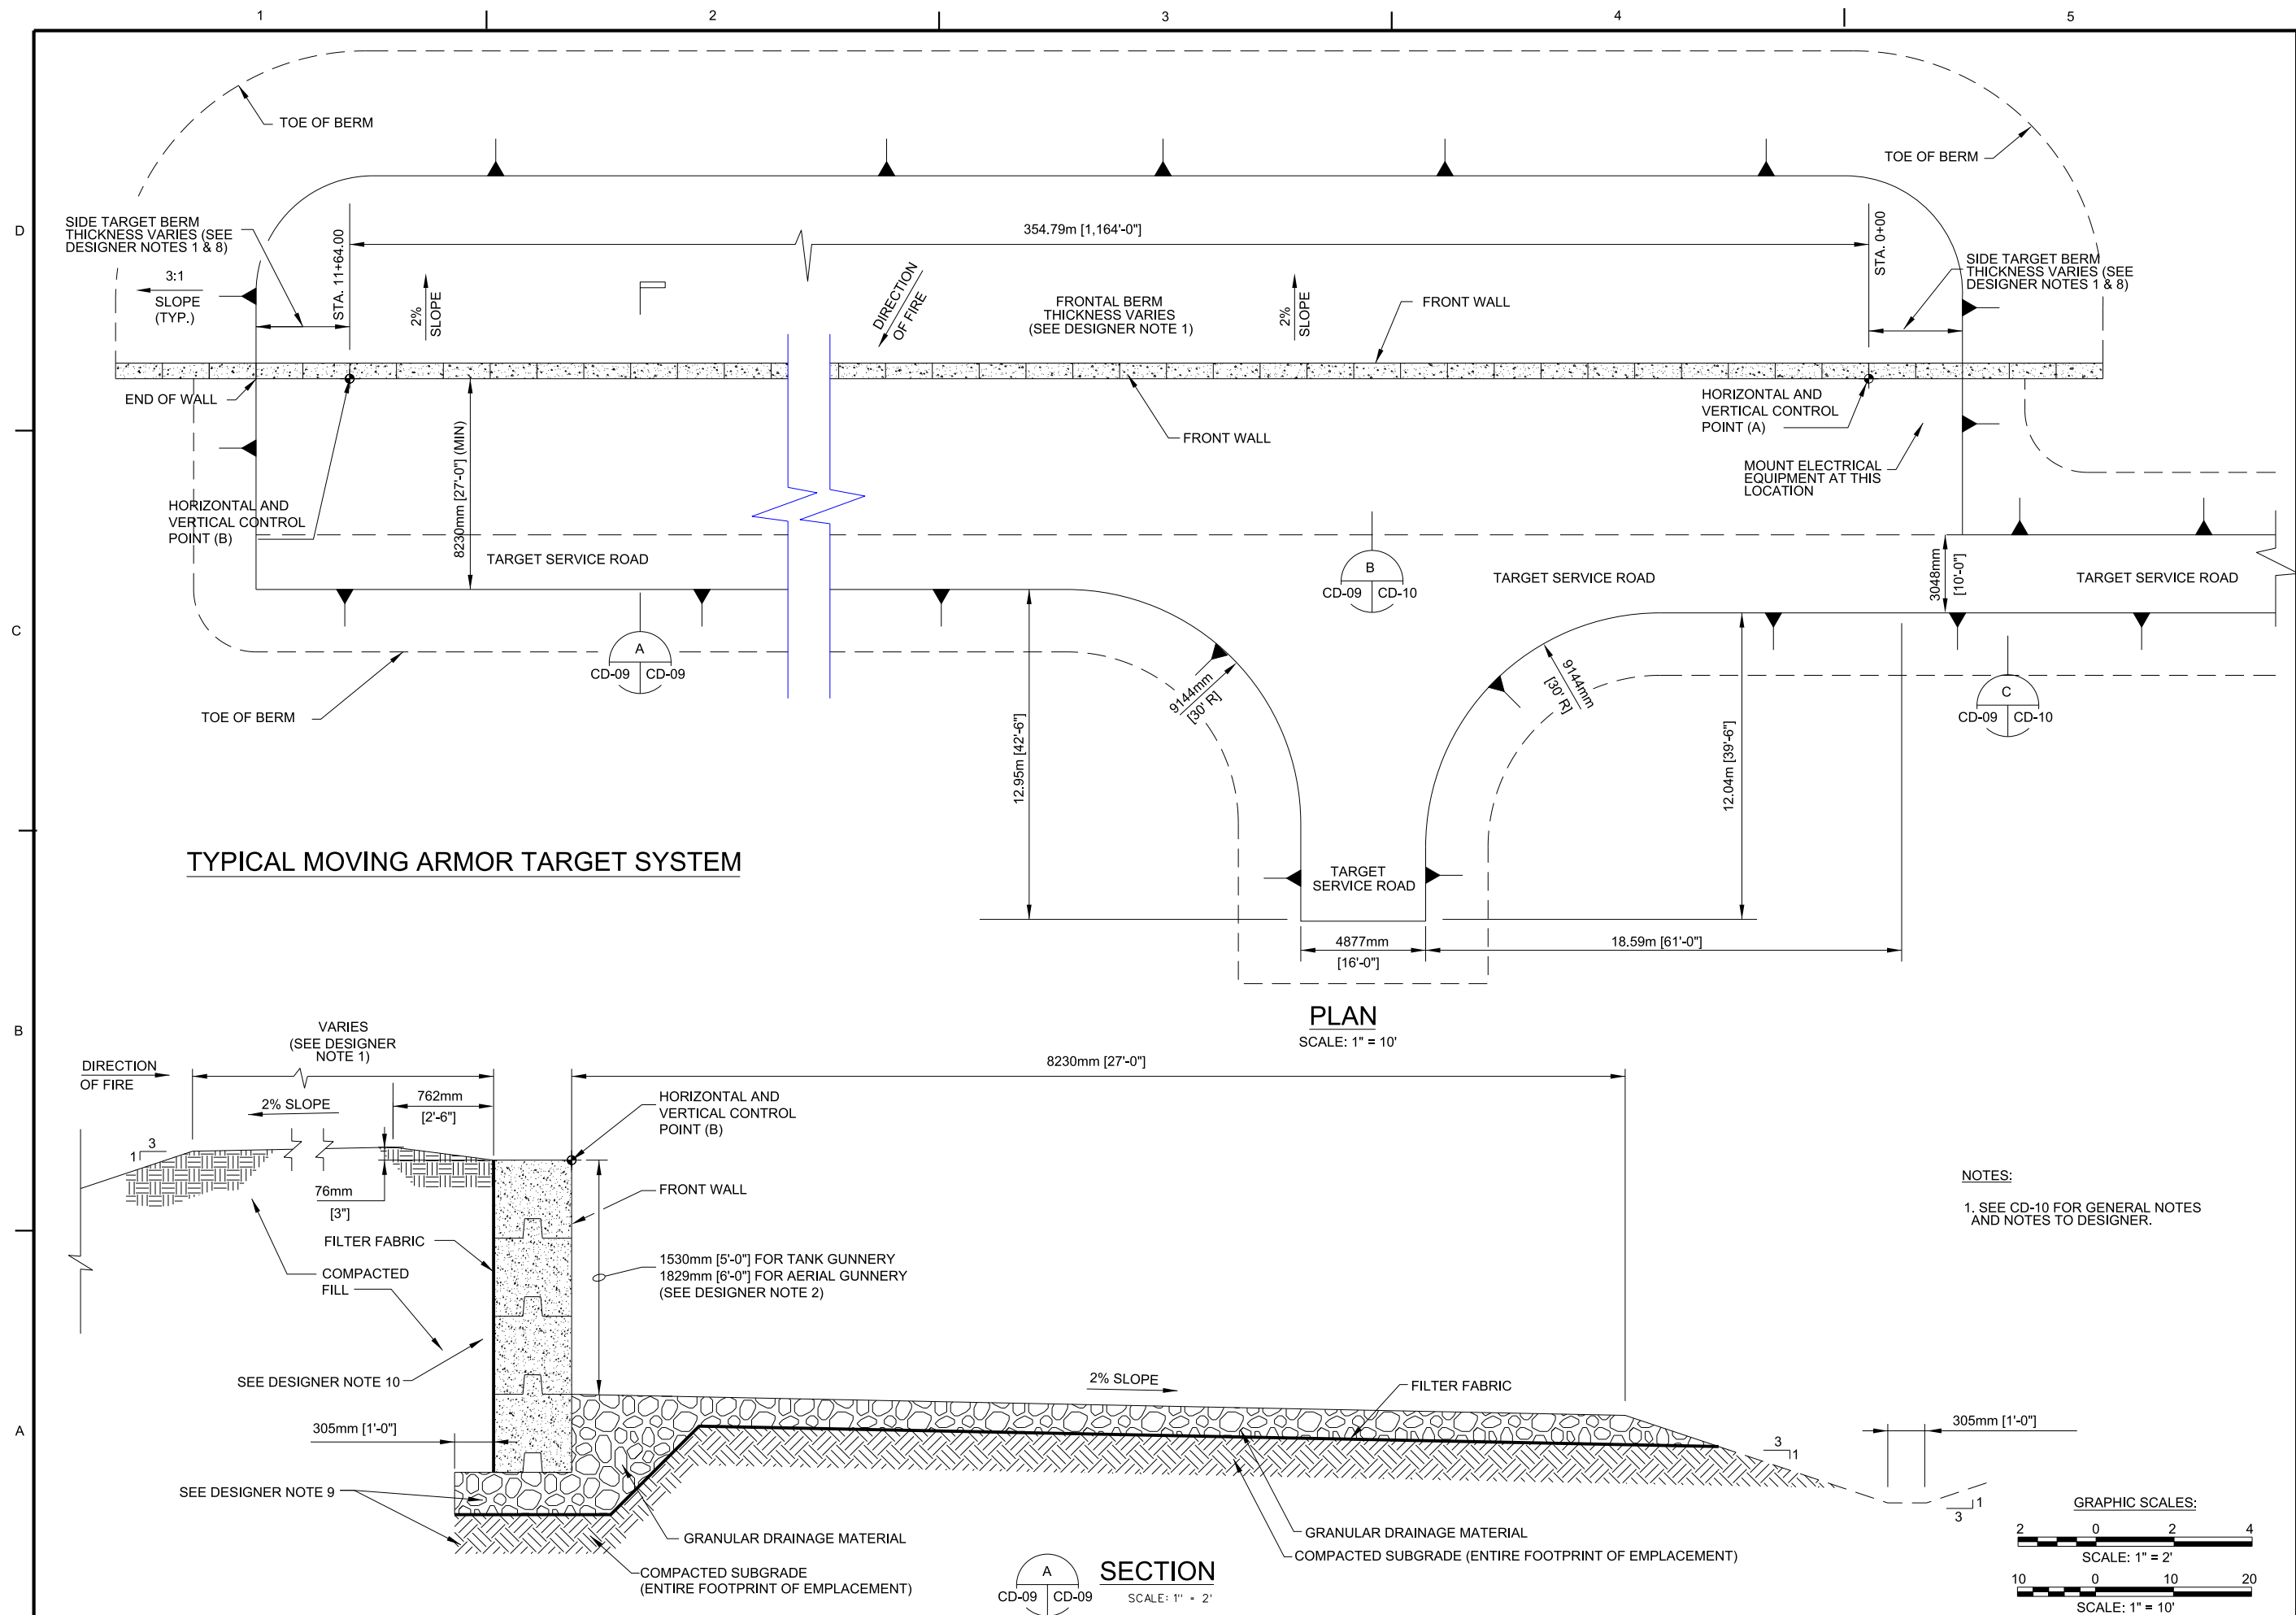 1
2
3
4
5
D
C
B
A
TOE OF BERM
TOE OF BERM
SIDE TARGET BERM
THICKNESS VARIES (SEE
DESIGNER NOTES 1 & 8)
3:1
SLOPE
(TYP.)
STA. 11+64.00
2%
SLOPE
354.79m [1,164'-0"]
DIRECTION
OF FIRE
FRONTAL BERM
THICKNESS VARIES
(SEE DESIGNER NOTE 1)
2%
SLOPE
FRONT WALL
STA. 0+00
SIDE TARGET BERM
THICKNESS VARIES (SEE
DESIGNER NOTES 1 & 8)
END OF WALL
8230mm [27'-0"] (MIN)
FRONT WALL
HORIZONTAL AND
VERTICAL CONTROL
POINT (A)
MOUNT ELECTRICAL
EQUIPMENT AT THIS
LOCATION
HORIZONTAL AND
VERTICAL CONTROL
POINT (B)
TARGET SERVICE ROAD
B
CD-09
CD-10
TARGET SERVICE ROAD
3048mm
[10'-0"]
TARGET SERVICE ROAD
A
CD-09
CD-09
TOE OF BERM
9144mm
[30' R]
9144mm
[30' R]
C
CD-09
CD-10
12.95m [42'-6"]
12.04m [39'-6"]
TYPICAL MOVING ARMOR TARGET SYSTEM
TARGET
SERVICE ROAD
4877mm
[16'-0"]
18.59m [61'-0"]
PLAN
SCALE: 1" = 10'
DIRECTION
OF FIRE
VARIES
(SEE DESIGNER
NOTE 1)
2% SLOPE
762mm
[2'-6"]
8230mm [27'-0"]
HORIZONTAL AND
VERTICAL CONTROL
POINT (B)
3
1
76mm
[3"]
FRONT WALL
FILTER FABRIC
COMPACTED
FILL
1530mm [5'-0"] FOR TANK GUNNERY
1829mm [6'-0"] FOR AERIAL GUNNERY
(SEE DESIGNER NOTE 2)
SEE DESIGNER NOTE 10
2% SLOPE
FILTER FABRIC
305mm [1'-0"]
305mm [1'-0"]
3
1
SEE DESIGNER NOTE 9
GRANULAR DRAINAGE MATERIAL
COMPACTED SUBGRADE
(ENTIRE FOOTPRINT OF EMPLACEMENT)
GRANULAR DRAINAGE MATERIAL
COMPACTED SUBGRADE (ENTIRE FOOTPRINT OF EMPLACEMENT)
1
3
A
CD-09
CD-09
SECTION
SCALE: 1" = 2'
NOTES:
1. SEE CD-10 FOR GENERAL NOTES
AND NOTES TO DESIGNER.
GRAPHIC SCALES:
2 0 2 4
SCALE: 1" = 2'
10 0 10 20
SCALE: 1" = 10'